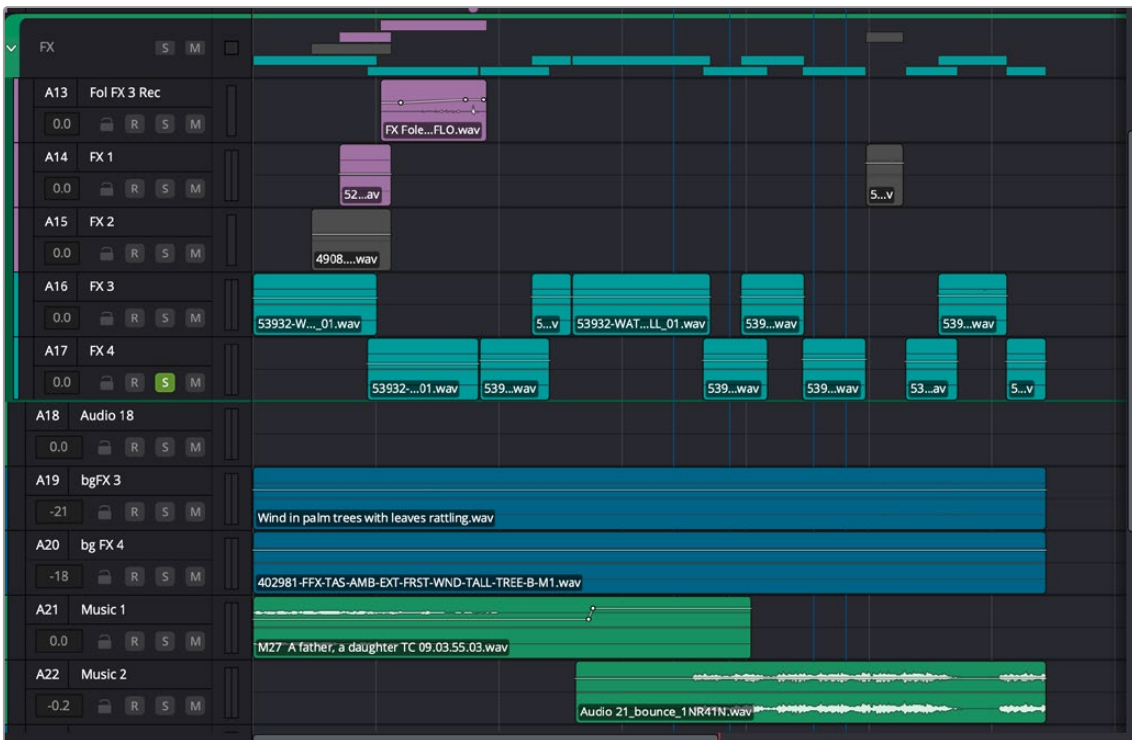 FX S M
A13 Fol FX 3 Rec
0.0 R S M
FX Fole...FLO.wav
A14 FX 1
0.0 R S M
52...av
5...v
A15 FX 2
0.0 R S M
4908....wav
A16 FX 3
0.0 R S M
53932-W..._01.wav
5...v
53932-WAT...LL_01.wav
539...wav
539...wav
A17 FX 4
0.0 R S M
53932-...01.wav
539...wav
539...wav
539...wav
53...av
5...v
A18 Audio 18
0.0 R S M
A19 bgFX 3
-21 R S M
Wind in palm trees with leaves rattling.wav
A20 bg FX 4
-18 R S M
402981-FFX-TAS-AMB-EXT-FRST-WND-TALL-TREE-B-M1.wav
A21 Music 1
0.0 R S M
M27 A father, a daughter TC 09.03.55.03.wav
A22 Music 2
-0.2 R S M
Audio 21_bounce_1NR41N.wav